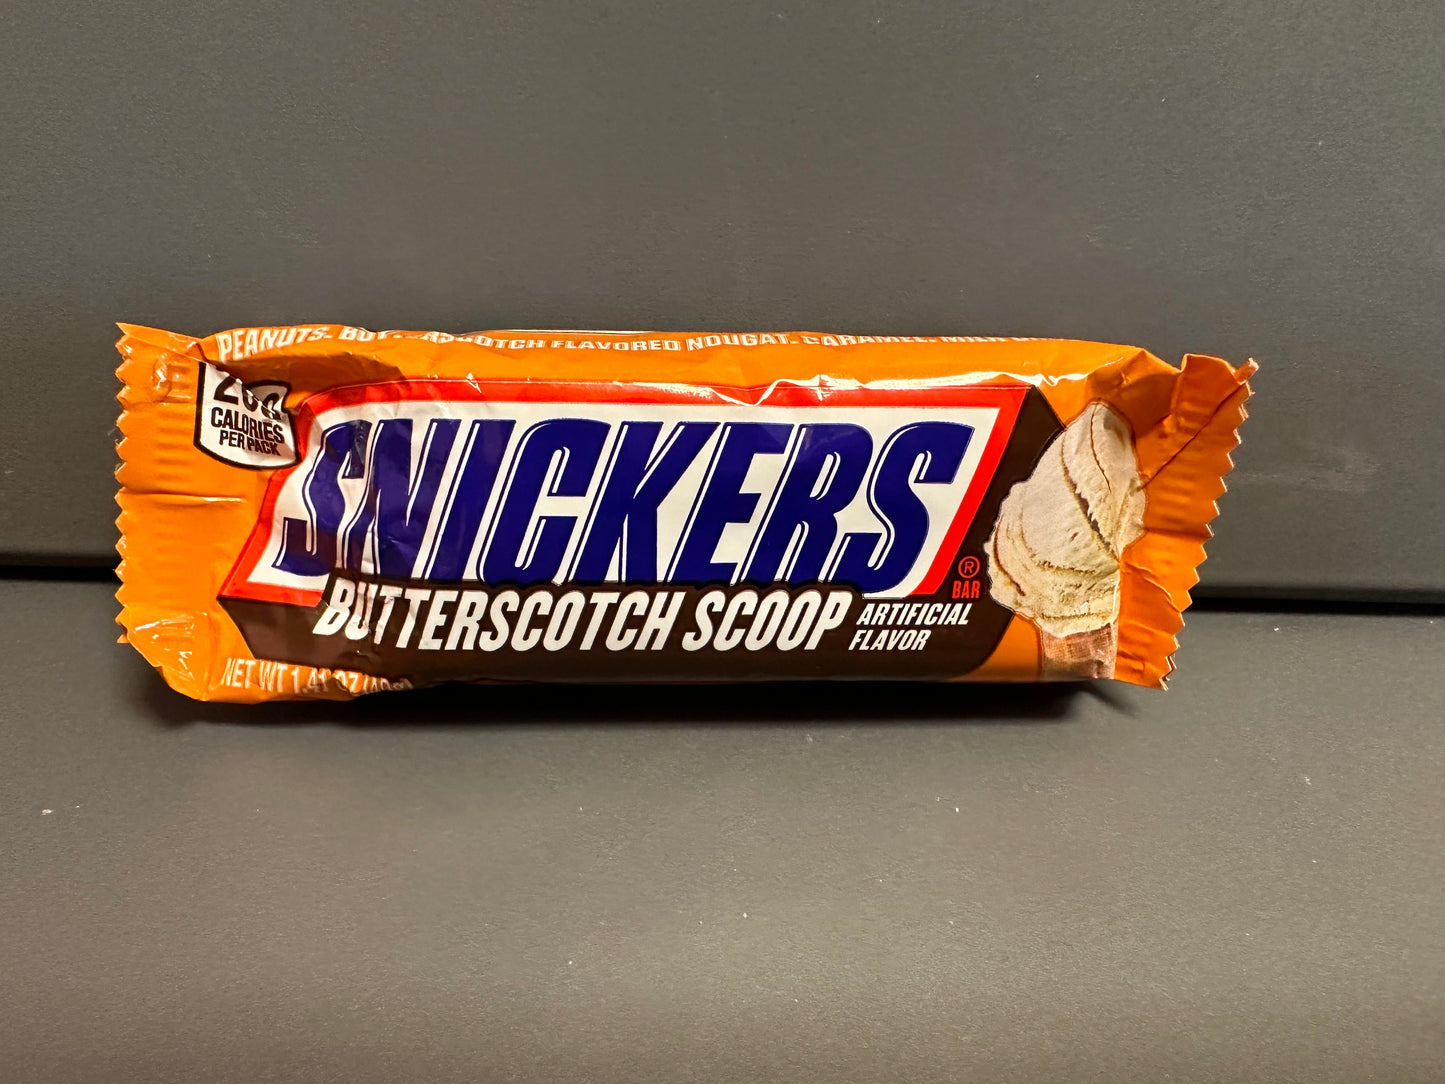 PEANUTS. BUTTERSCOTCH FLAVORED NOUGAT. CARAMEL. MILK
CALORIES
PER PACK
SNICKERS
®
BAR
BUTTERSCOTCH SCOOP
ARTIFICIAL
FLAVOR
NET WT 1.41 OZ (40g)